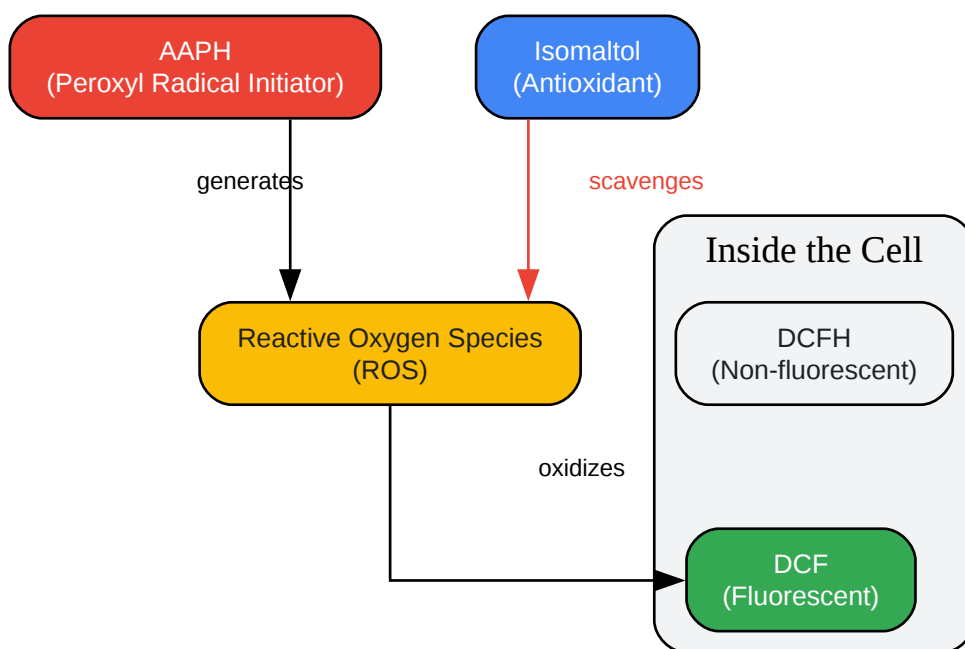 AAPH
(Peroxyl Radical Initiator)
Isomaltol
(Antioxidant)
generates
scavenges
Inside the Cell
Reactive Oxygen Species
(ROS)
DCFH
(Non-fluorescent)
oxidizes
DCF
(Fluorescent)